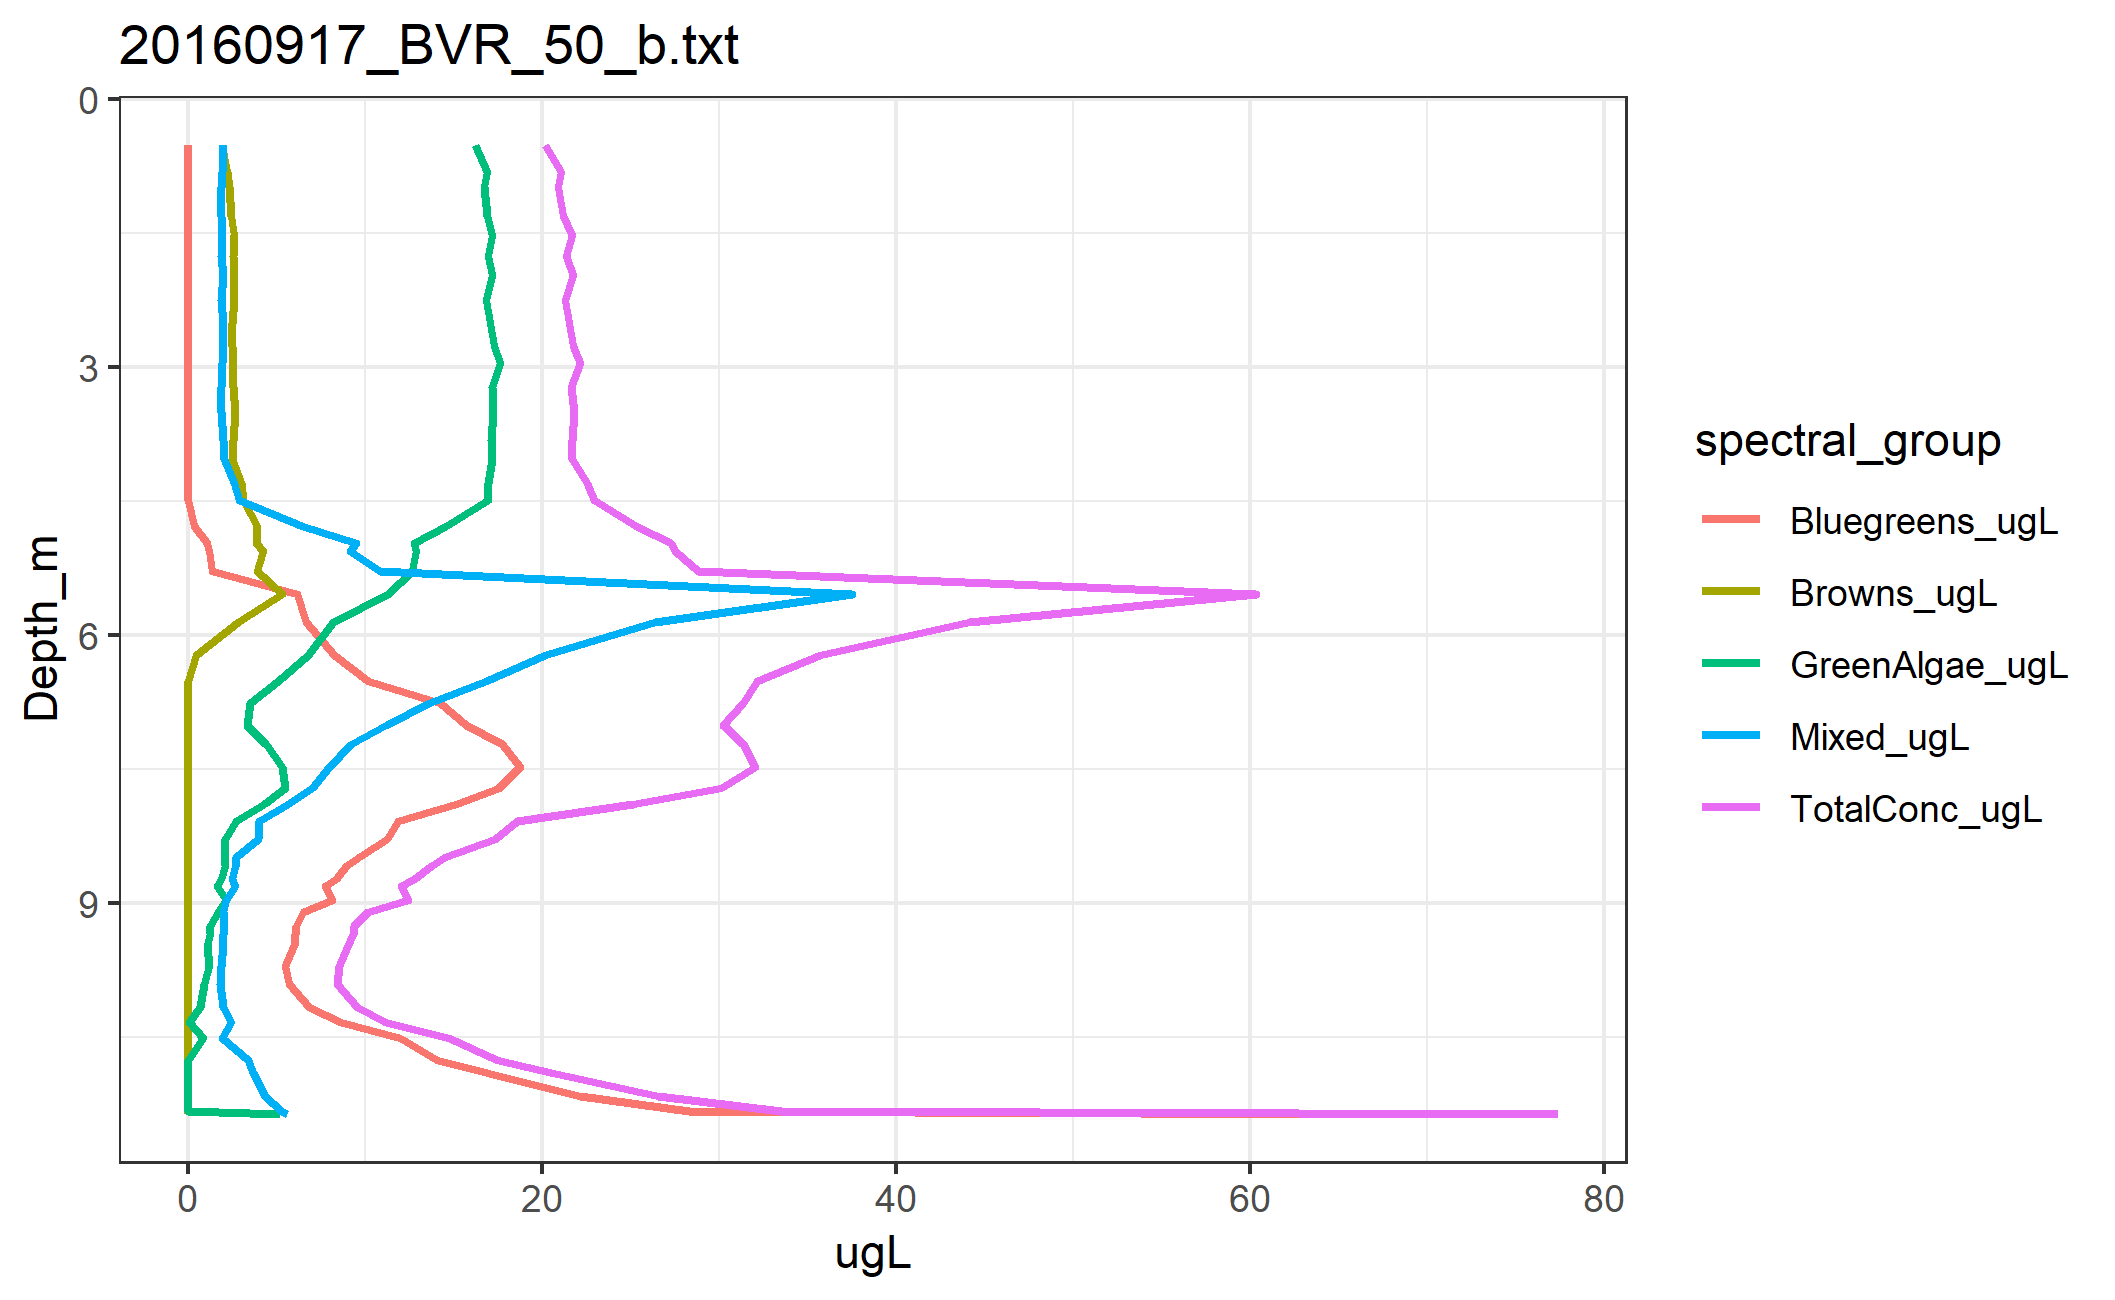 20160917_BVR_50_b.txt
0
3
6
9
Depth_m
0 20 40 60 80
ugL
spectral_group
Bluegreens_ugL
Browns_ugL
GreenAlgae_ugL
Mixed_ugL
TotalConc_ugL